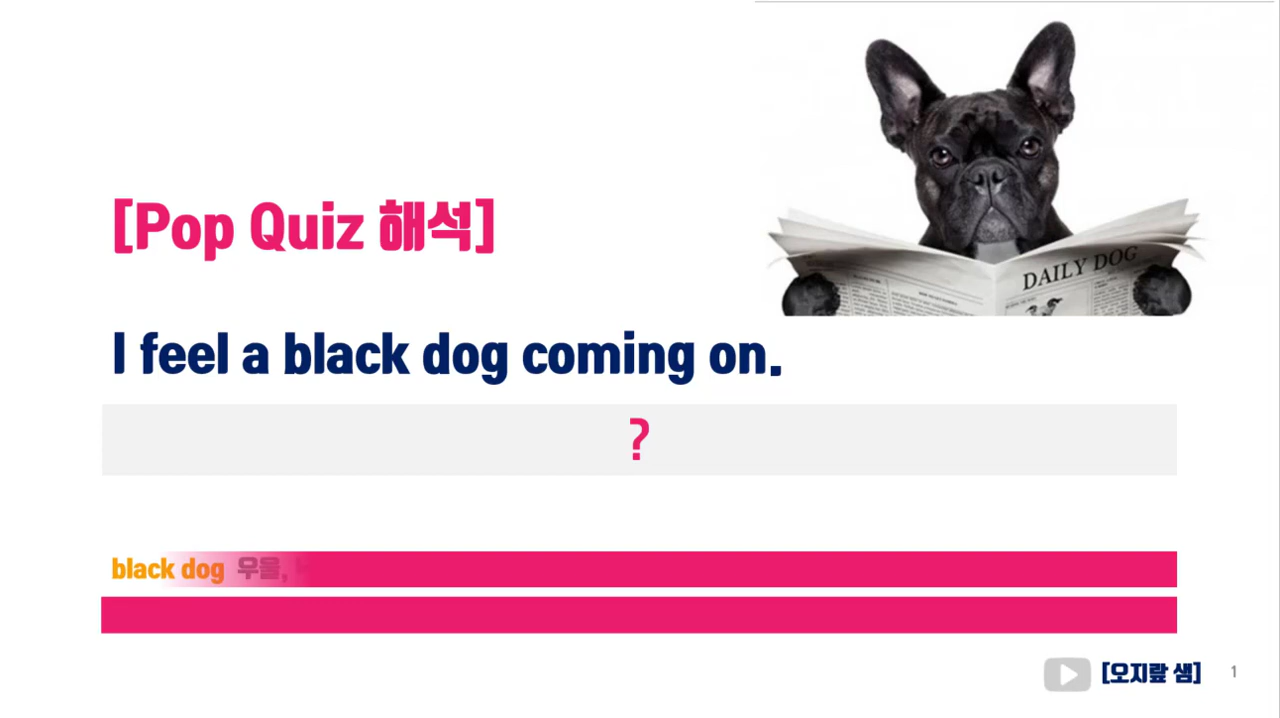 DAILY DOG
[Pop Quiz 해석]
I feel a black dog coming on.
?
black dog 우울,
[오지랖 샘]
1